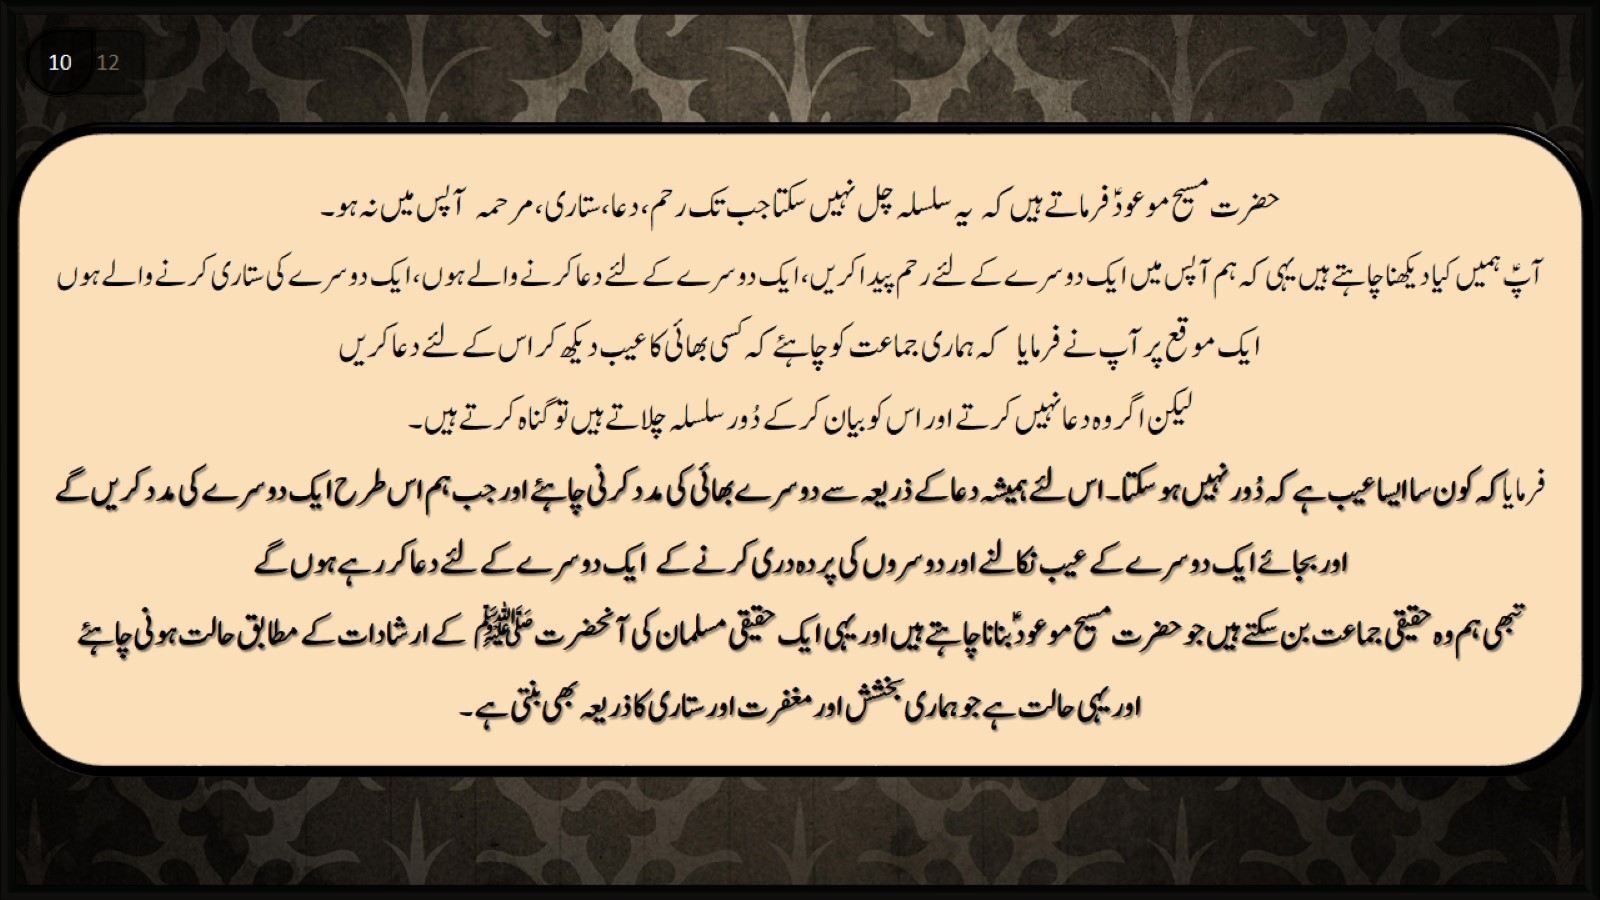 10 12
حضرت مسیح موعودؑ فرماتے ہیں کہ یہ سلسلہ چل نہیں سکتا جب تک رحم، دعا، ستاری، مرحمہ آپس میں نہ ہو۔
آپؑ ہمیں کیا دیکھنا چاہتے ہیں یہی کہ ہم آپس میں ایک دوسرے کے لئے رحم پیدا کریں، ایک دوسرے کے لئے دعا کرنے والے ہوں، ایک دوسرے کی ستاری کرنے والے ہوں
ایک موقع پر آپ نے فرمایا کہ ہماری جماعت کو چاہئے کہ کسی بھائی کا عیب دیکھ کر اس کے لئے دعا کریں
لیکن اگر وہ دعا نہیں کرتے اور اس کو بیان کرکے دُور سلسلہ چلاتے ہیں تو گناہ کرتے ہیں۔
فرمایا کہ کون سا ایسا عیب ہے کہ دُور نہیں ہو سکتا۔ اس لئے ہمیشہ دعا کے ذریعہ سے دوسرے بھائی کی مدد کرنی چاہئے اور جب ہم اس طرح ایک دوسرے کی مدد کریں گے
اور بجائے ایک دوسرے کے عیب نکالنے اور دوسروں کی پردہ دری کرنے کے ایک دوسرے کے لئے دعا کر رہے ہوں گے
تبھی ہم وہ حقیقی جماعت بن سکتے ہیں جو حضرت مسیح موعودؑ بنانا چاہتے ہیں اور یہی ایک حقیقی مسلمان کی آنحضرت ﷺ کے ارشادات کے مطابق حالت ہونی چاہئے
اور یہی حالت ہے جو ہماری بخشش اور مغفرت اور ستاری کا ذریعہ بھی بنتی ہے۔